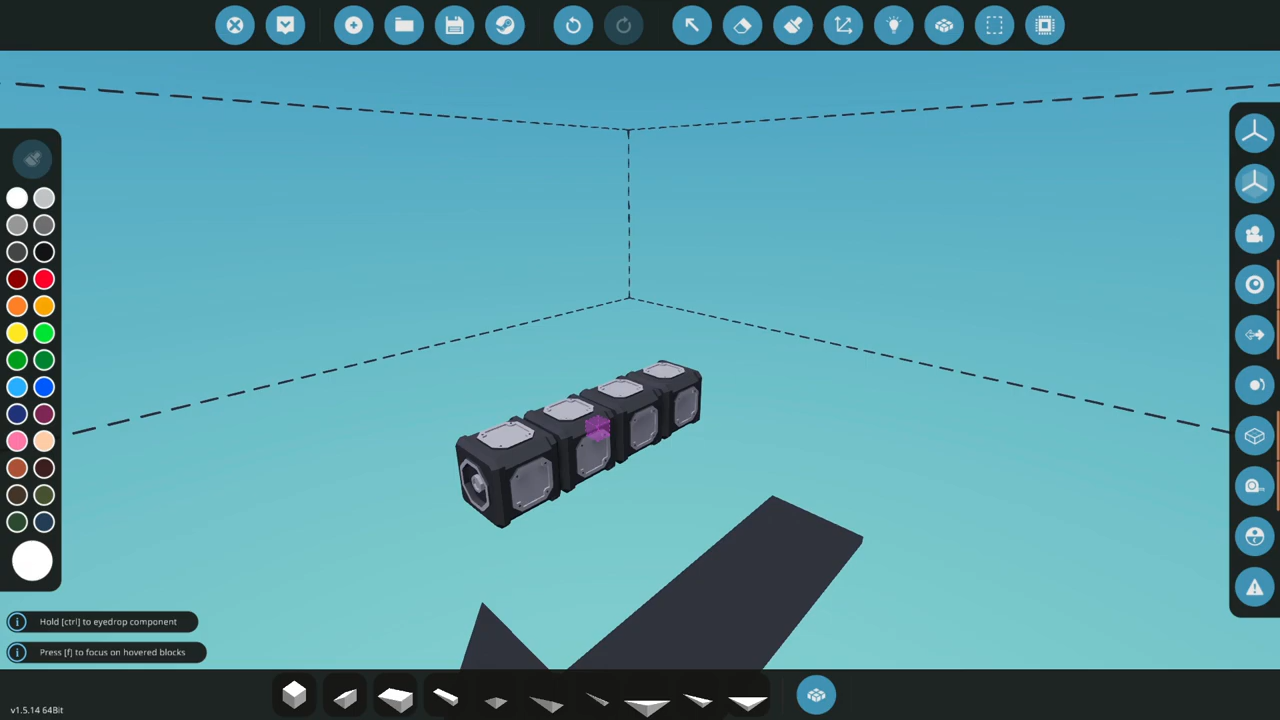 Hold [ctrl] to eyedrop component
Press [f] to focus on hovered blocks
v1.5.14 64Bit